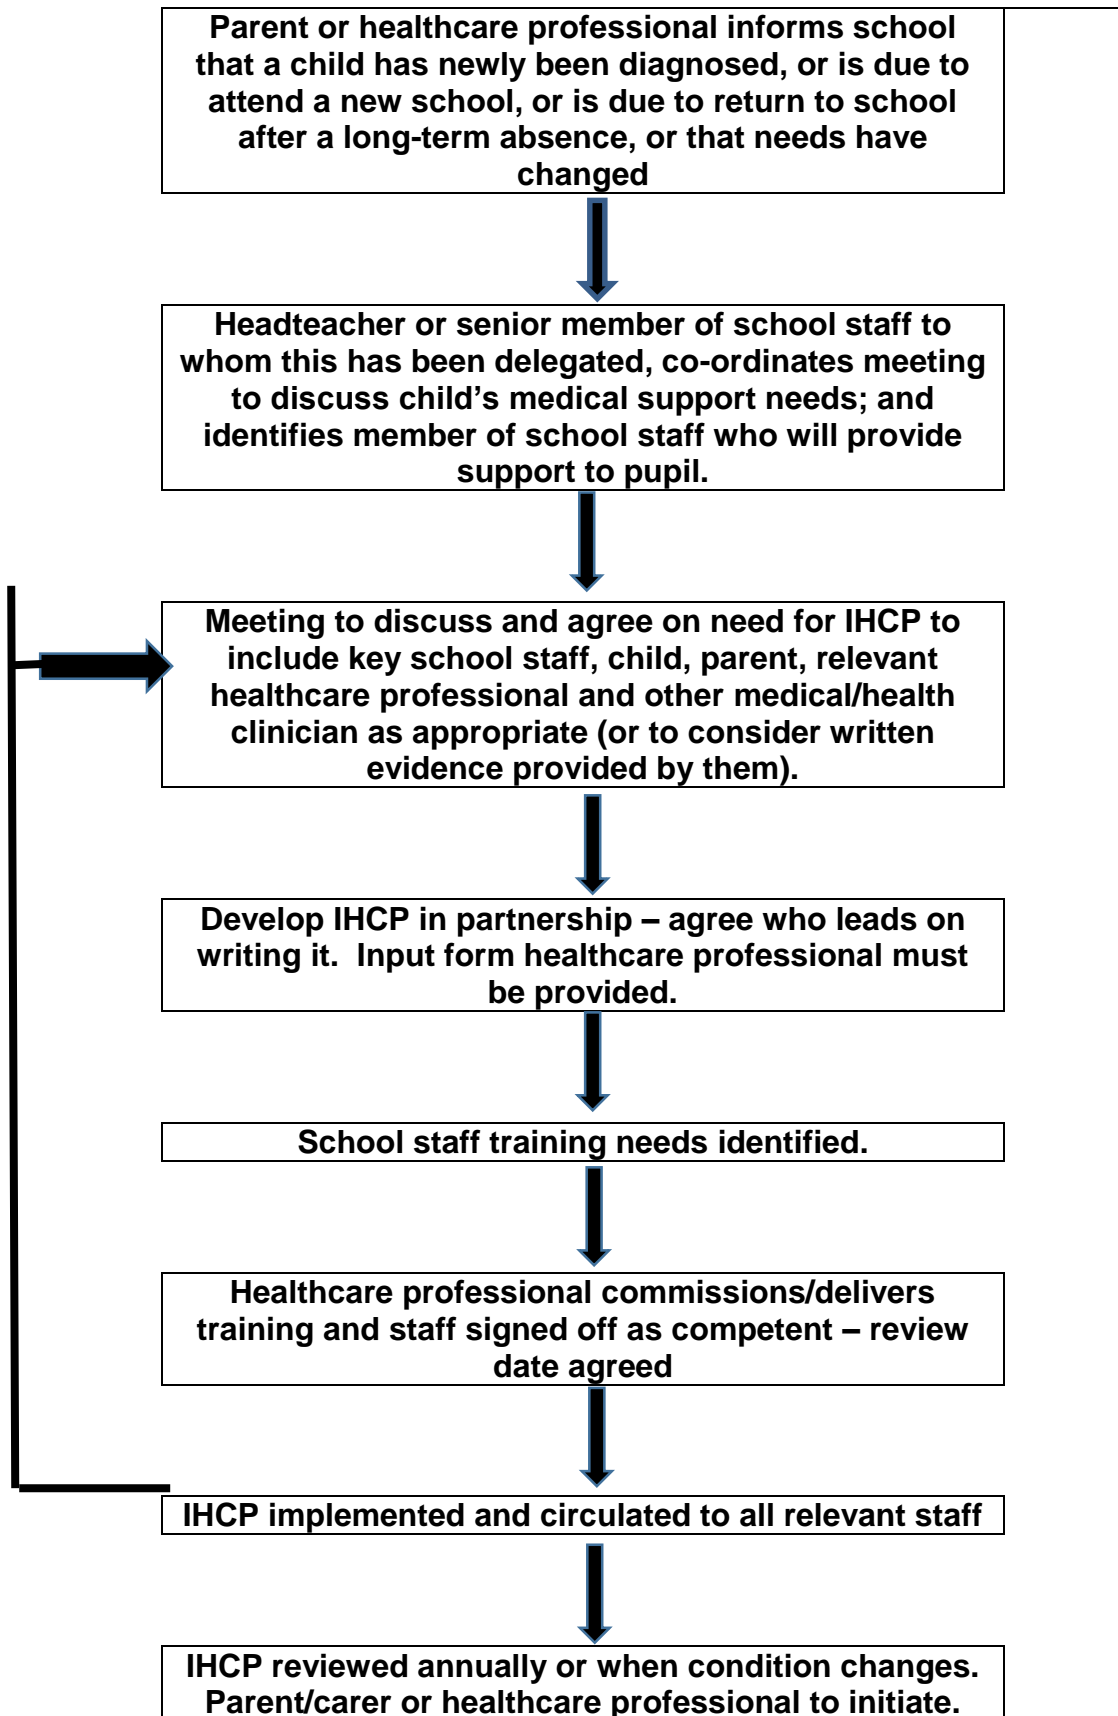 Parent or healthcare professional informs school
that a child has newly been diagnosed, or is due to
attend a new school, or is due to return to school
after a long-term absence, or that needs have
changed
Headteacher or senior member of school staff to
whom this has been delegated, co-ordinates meeting
to discuss child’s medical support needs; and
identifies member of school staff who will provide
support to pupil.
Meeting to discuss and agree on need for IHCP to
include key school staff, child, parent, relevant
healthcare professional and other medical/health
clinician as appropriate (or to consider written
evidence provided by them).
Develop IHCP in partnership – agree who leads on
writing it.  Input form healthcare professional must
be provided.
School staff training needs identified.
Healthcare professional commissions/delivers
training and staff signed off as competent – review
date agreed
IHCP implemented and circulated to all relevant staff
IHCP reviewed annually or when condition changes.
Parent/carer or healthcare professional to initiate.